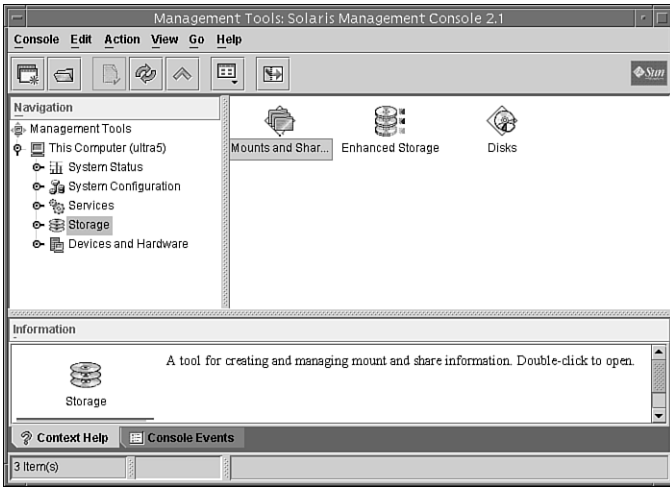 Management Tools: Solaris Management Console 2.1
Console Edit Action View Go Help
Sun
Navigation
Management Tools
This Computer (ultra5)
System Status
System Configuration
Services
Storage
Devices and Hardware
Mounts and Shar...
Enhanced Storage
Disks
Information
A tool for creating and managing mount and share information. Double-click to open.
Storage
Context Help
Console Events
3 Item(s)